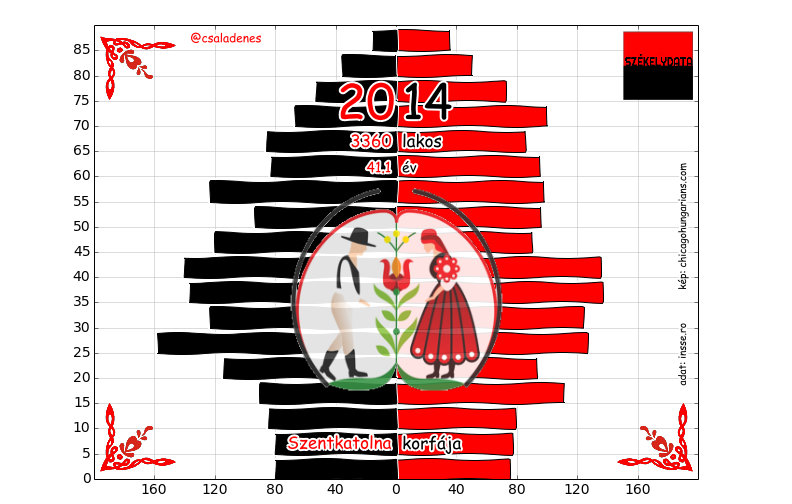 @csaladenes
SZÉKELYDATA
2014
3360 lakos
41.1 év
kép: chicagohungarians.com
adat: insse.ro
Szentkatolna korfája
85
80
75
70
65
60
55
50
45
40
35
30
25
20
15
10
5
0
160 120 80 40 0 40 80 120 160